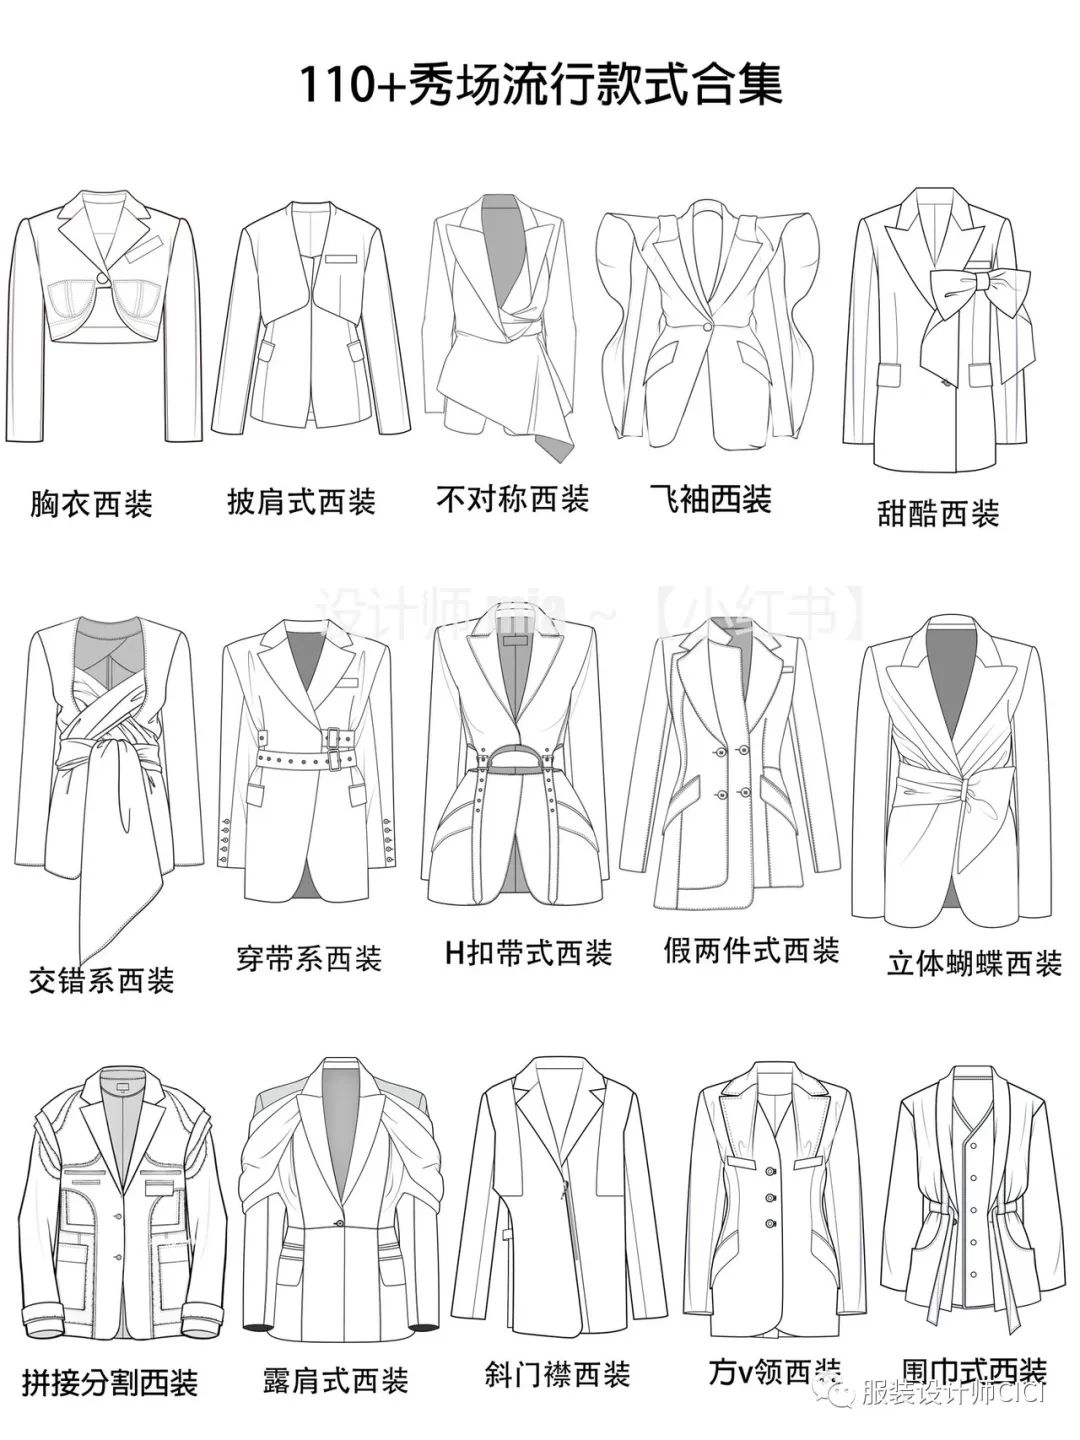 110+秀场流行款式合集
胸衣西装
披肩式西装
不对称西装
飞袖西装
甜酷西装
设计师 mia ~【小红书】
交错系西装
穿带系西装
H扣带式西装
假两件式西装
立体蝴蝶西装
拼接分割西装
露肩式西装
斜门襟西装
方v领西装
围巾式西装
服装设计师CICI